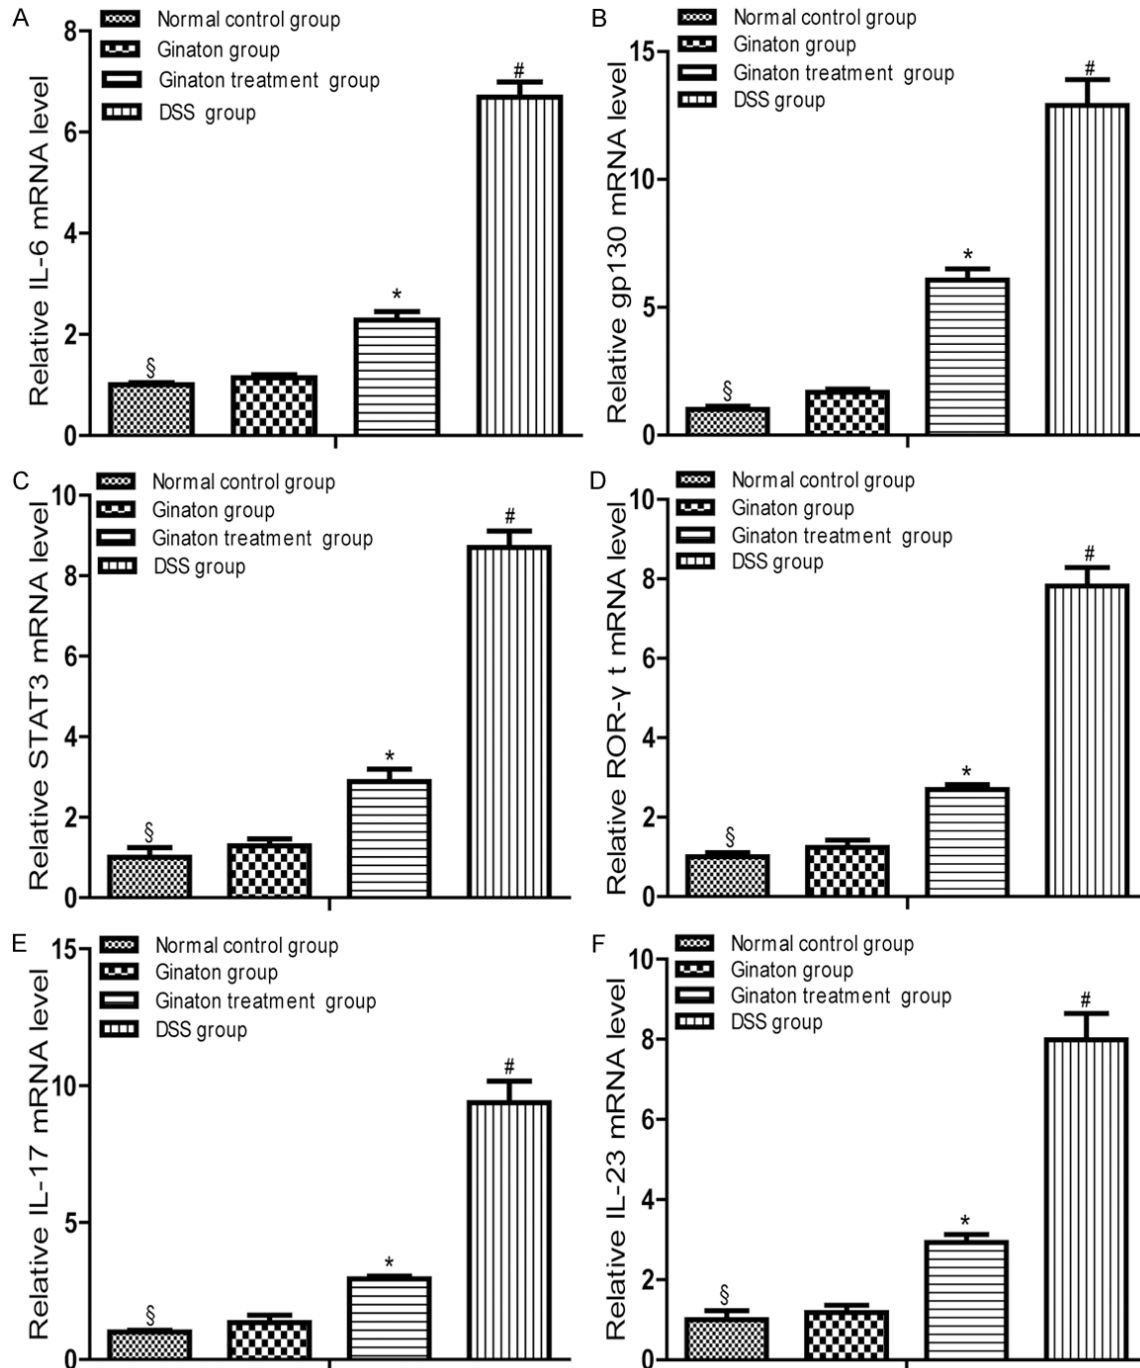 A
Normal control group
Ginaton group
Ginaton treatment group
DSS group
Relative IL-6 mRNA level
8
6
4
2
0
§
*
#
B
Normal control group
Ginaton group
Ginaton treatment group
DSS group
Relative gp130 mRNA level
15
10
5
0
§
*
#
C
Normal control group
Ginaton group
Ginaton treatment group
DSS group
Relative STAT3 mRNA level
10
8
6
4
2
0
§
*
#
D
Normal control group
Ginaton group
Ginaton treatment group
DSS group
Relative ROR-γ t mRNA level
10
8
6
4
2
0
§
*
#
E
Normal control group
Ginaton group
Ginaton treatment group
DSS group
Relative IL-17 mRNA level
15
10
5
0
§
*
#
F
Normal control group
Ginaton group
Ginaton treatment group
DSS group
Relative IL-23 mRNA level
10
8
6
4
2
0
§
*
#